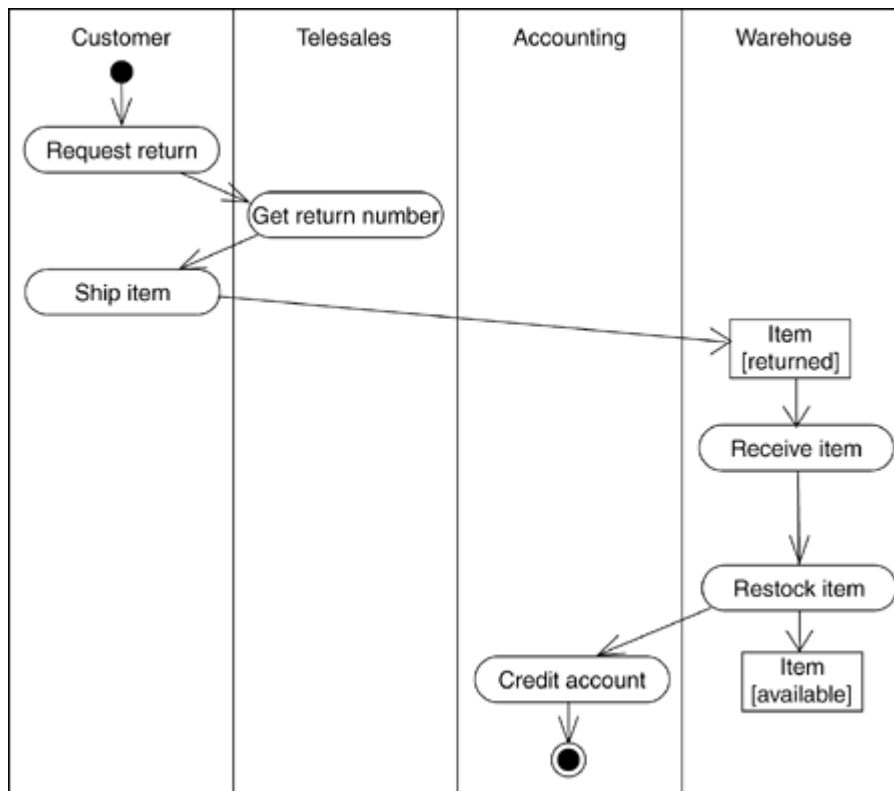 Customer
Telesales
Accounting
Warehouse
Request return
Get return number
Ship item
Item
[returned]
Receive item
Restock item
Credit account
Item
[available]